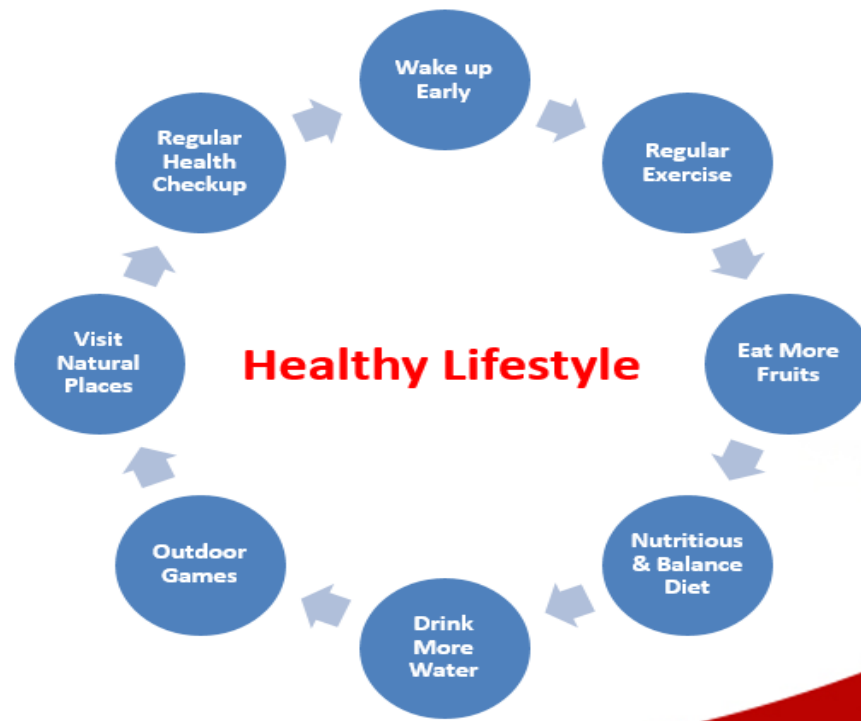 Wake up
Early
Regular
Exercise
Eat More
Fruits
Nutritious
& Balance
Diet
Drink
More
Water
Outdoor
Games
Visit
Natural
Places
Regular
Health
Checkup
Healthy Lifestyle